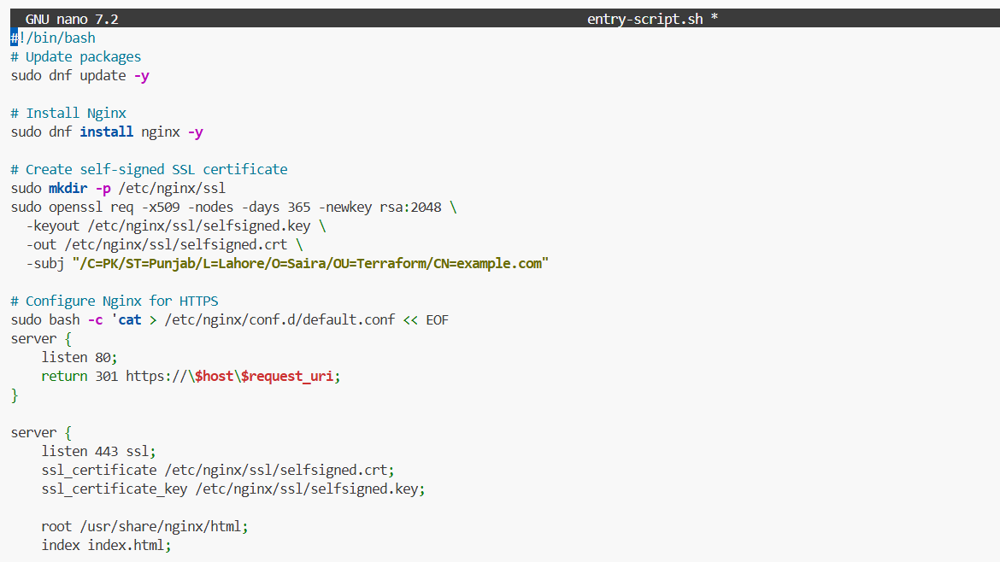 GNU nano 7.2 entry-script.sh *
#!/bin/bash
# Update packages
sudo dnf update -y

# Install Nginx
sudo dnf install nginx -y

# Create self-signed SSL certificate
sudo mkdir -p /etc/nginx/ssl
sudo openssl req -x509 -nodes -days 365 -newkey rsa:2048 \
  -keyout /etc/nginx/ssl/selfsigned.key \
  -out /etc/nginx/ssl/selfsigned.crt \
  -subj "/C=PK/ST=Punjab/L=Lahore/O=Saira/OU=Terraform/CN=example.com"

# Configure Nginx for HTTPS
sudo bash -c 'cat > /etc/nginx/conf.d/default.conf << EOF
server {
    listen 80;
    return 301 https://\$host\$request_uri;
}

server {
    listen 443 ssl;
    ssl_certificate /etc/nginx/ssl/selfsigned.crt;
    ssl_certificate_key /etc/nginx/ssl/selfsigned.key;

    root /usr/share/nginx/html;
    index index.html;